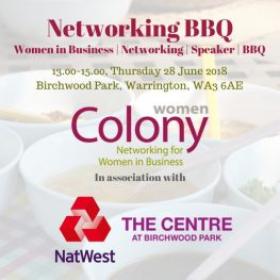 Networking BBQ
Women in Business | Networking | Speaker | BBQ
13.00-15.00, Thursday 28 June 2018
Birchwood Park, Warrington, WA3 6AE
women
Colony
Networking for
Women in Business
In association with
NatWest
THE CENTRE
AT BIRCHWOOD PARK